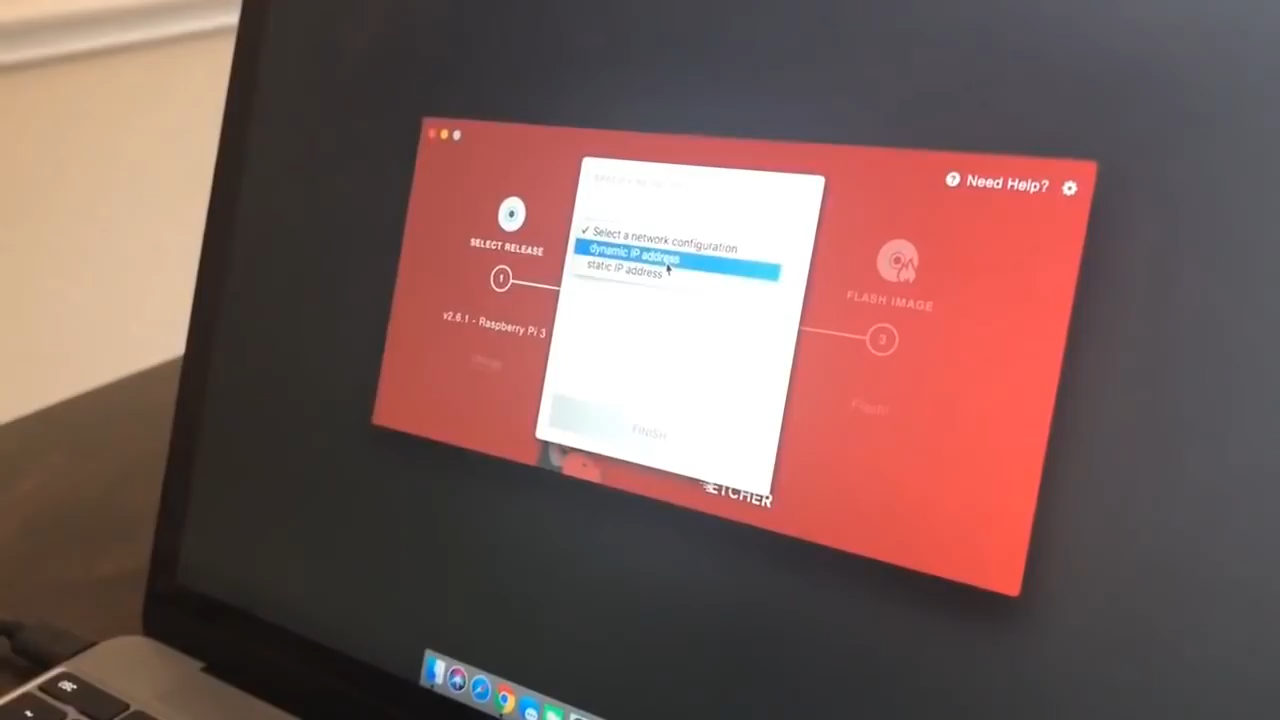 Need Help?
SELECT RELEASE
1
v2.6.1 - Raspberry Pi 3
✓ Select a network configuration
dynamic IP address
static IP address
FINISH
FLASH IMAGE
3
Flash!
ETCHER